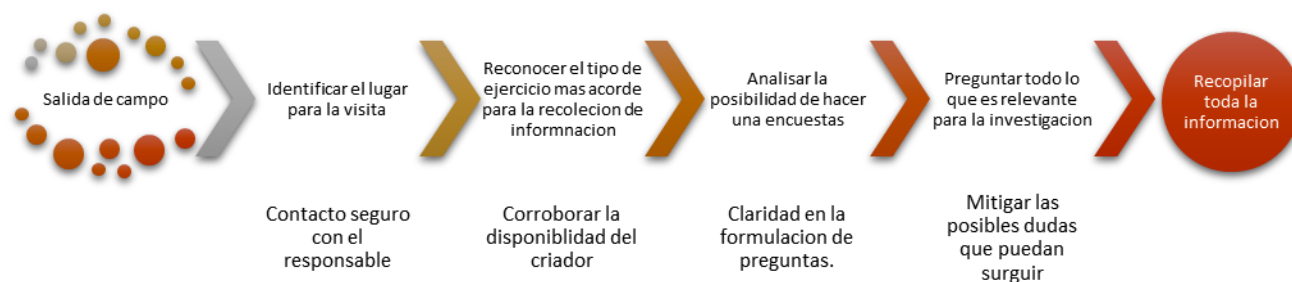 Salida de campo
Identificar el lugar
para la visita
Reconocer el tipo de
ejercicio mas acorde
para la recolecion de
informnacion
Analisar la
posibilidad de hacer
una encuestas
Preguntar todo lo
que es relevante
para la investigacion
Recopilar
toda la
informacion
Contacto seguro
con el
responsable
Corroborar la
disponiblidad del
criador
Claridad en la
formulacion de
preguntas.
Mitigar las
posibles dudas
que puedan
surguir